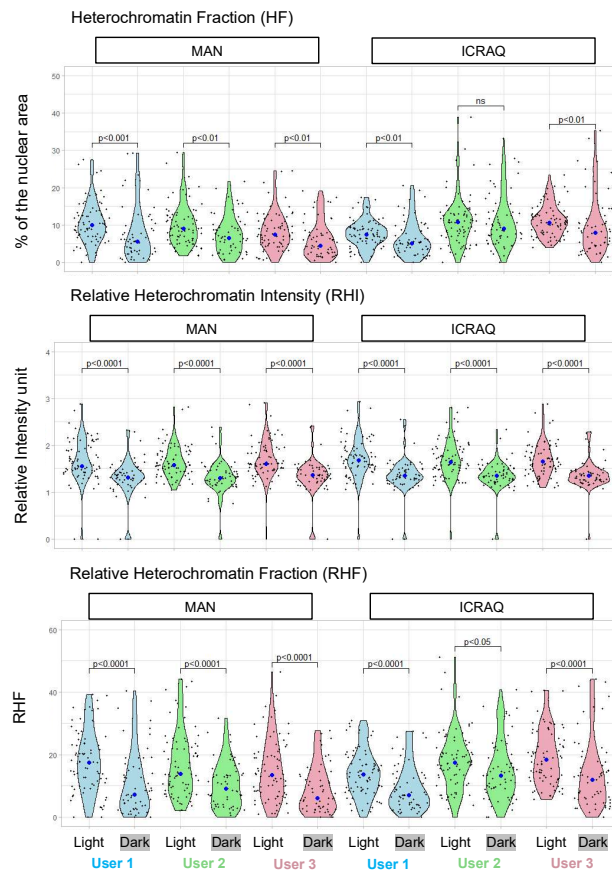 Heterochromatin Fraction (HF)
MAN ICRAQ
% of the nuclear area
50
40
30
20
10
0
p<0.001 p<0.01 p<0.01 p<0.01 ns p<0.01
Relative Heterochromatin Intensity (RHI)
MAN ICRAQ
Relative Intensity unit
4
3
2
1
0
p<0.0001 p<0.0001 p<0.0001 p<0.0001 p<0.0001 p<0.0001
Relative Heterochromatin Fraction (RHF)
MAN ICRAQ
RHF
60
40
20
0
p<0.0001 p<0.0001 p<0.0001 p<0.0001 p<0.05 p<0.0001
Light Dark Light Dark Light Dark Light Dark Light Dark Light Dark
User 1 User 2 User 3 User 1 User 2 User 3